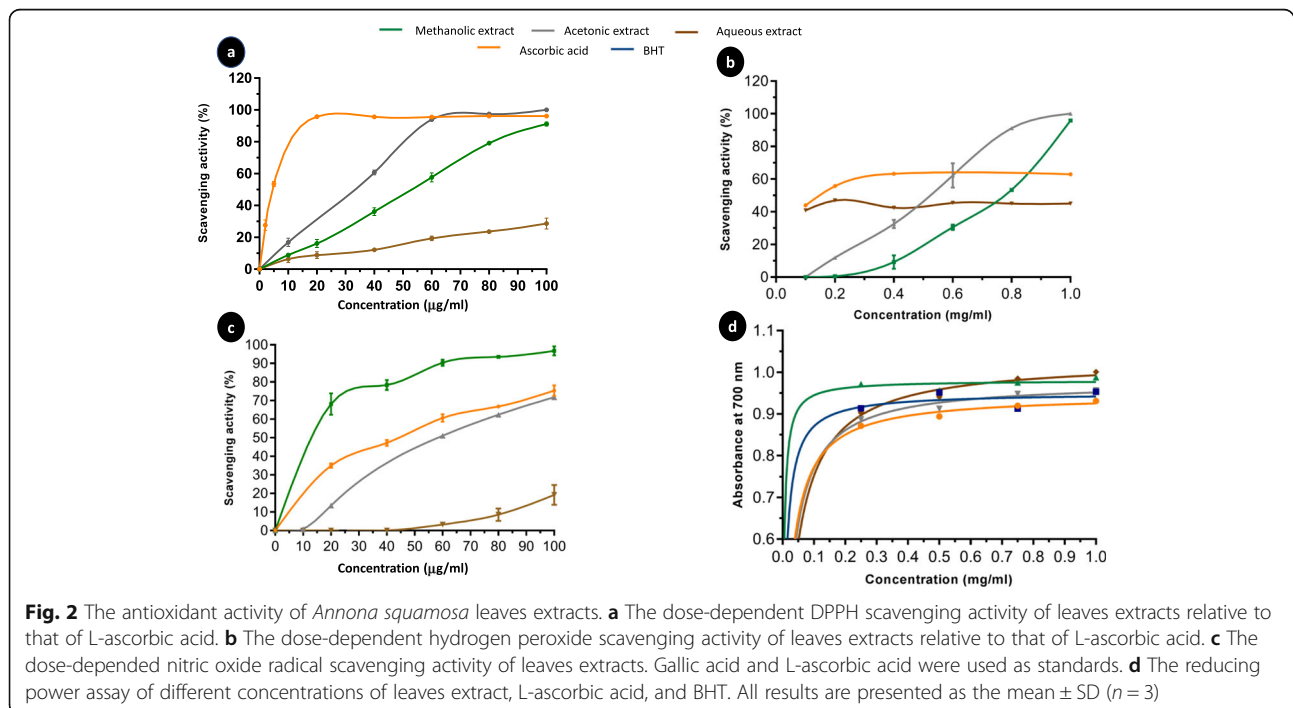 Methanolic extract Acetonic extract Aqueous extract
Ascorbic acid BHT
a
120
100
80
60
40
20
0
Scavenging activity (%)
0 10 20 30 40 50 60 70 80 90 100
Concentration (µg/ml)
b
120
100
80
60
40
20
0
Scavenging activity (%)
0.0 0.2 0.4 0.6 0.8 1.0
Concentration (mg/ml)
c
100
90
80
70
60
50
40
30
20
10
0
Scavenging activity (%)
0 10 20 30 40 50 60 70 80 90 100
Concentration (µg/ml)
d
1.1
1.0
0.9
0.8
0.7
0.6
Absorbance at 700 nm
0.0 0.1 0.2 0.3 0.4 0.5 0.6 0.7 0.8 0.9 1.0
Concentration (mg/ml)
Fig. 2 The antioxidant activity of Annona squamosa leaves extracts. a The dose-dependent DPPH scavenging activity of leaves extracts relative to
that of L-ascorbic acid. b The dose-dependent hydrogen peroxide scavenging activity of leaves extracts relative to that of L-ascorbic acid. c The
dose-depended nitric oxide radical scavenging activity of leaves extracts. Gallic acid and L-ascorbic acid were used as standards. d The reducing
power assay of different concentrations of leaves extract, L-ascorbic acid, and BHT. All results are presented as the mean ± SD (n = 3)